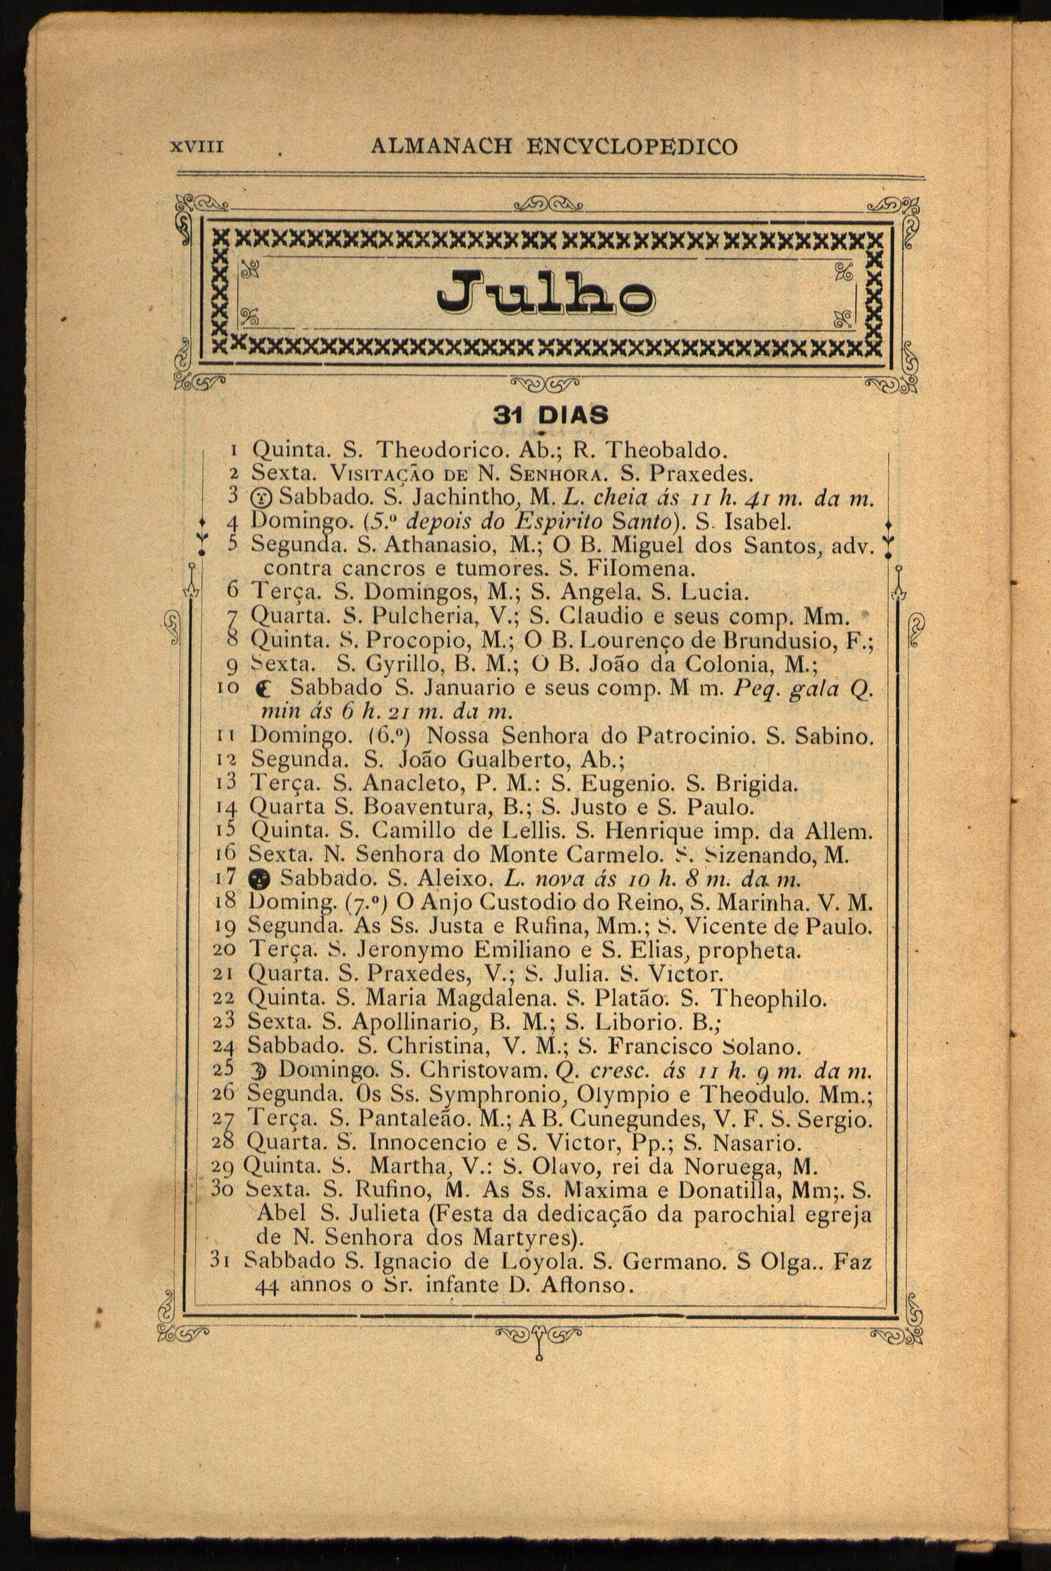 XVIII ALMANACH ENCYCLOPEDICO
Julho
31 DIAS
1 Quinta. S. Theodorico. Ab.; R. Theobaldo.
2 Sexta. VISITAÇÃO DE N. SENHORA. S. Praxedes.
3 Sabbado. S. Jachintho, M. L. cheia ás 11 h. 41 m. da m.
4 Domingo. (5.º depois do Espirito Santo). S. Isabel.
5 Segunda. S. Athanasio, M.; O B. Miguel dos Santos, adv.
contra cancros e tumores. S. Filomena.
6 Terça. S. Domingos, M.; S. Angela. S. Lucia.
7 Quarta. S. Pulcheria, V.; S. Claudio e seus comp. Mm.
8 Quinta. S. Procopio, M.; O B. Lourenço de Brundusio, F.;
9 Sexta. S. Gyrillo, B. M.; O B. João da Colonia, M.;
10 ☾ Sabbado S. Januario e seus comp. M m. Peq. gala Q.
min ás 6 h. 21 m. da m.
11 Domingo. (6.º) Nossa Senhora do Patrocinio. S. Sabino.
12 Segunda. S. João Gualberto, Ab.;
13 Terça. S. Anacleto, P. M.: S. Eugenio. S. Brigida.
14 Quarta S. Boaventura, B.; S. Justo e S. Paulo.
15 Quinta. S. Camillo de Lellis. S. Henrique imp. da Allem.
16 Sexta. N. Senhora do Monte Carmelo. S. Sizenando, M.
17 Sabbado. S. Aleixo. L. nova ás 10 h. 8 m. da m.
18 Doming. (7.º) O Anjo Custodio do Reino, S. Marinha. V. M.
19 Segunda. As Ss. Justa e Rufina, Mm.; S. Vicente de Paulo.
20 Terça. S. Jeronymo Emiliano e S. Elias, propheta.
21 Quarta. S. Praxedes, V.; S. Julia. S. Victor.
22 Quinta. S. Maria Magdalena. S. Platão. S. Theophilo.
23 Sexta. S. Apollinario, B. M.; S. Liborio. B.;
24 Sabbado. S. Christina, V. M.; S. Francisco Solano.
25 ☽ Domingo. S. Christovam. Q. cresc. ás 11 h. 9 m. da m.
26 Segunda. Os Ss. Symphronio, Olympio e Theodulo. Mm.;
27 Terça. S. Pantaleão. M.; A B. Cunegundes, V. F. S. Sergio.
28 Quarta. S. Innocencio e S. Victor, Pp.; S. Nasario.
29 Quinta. S. Martha, V.: S. Olavo, rei da Noruega, M.
30 Sexta. S. Rufino, M. As Ss. Maxima e Donatilla, Mm;. S.
Abel S. Julieta (Festa da dedicação da parochial egreja
de N. Senhora dos Martyres).
31 Sabbado S. Ignacio de Loyola. S. Germano. S Olga.. Faz
44 annos o Sr. infante D. Affonso.